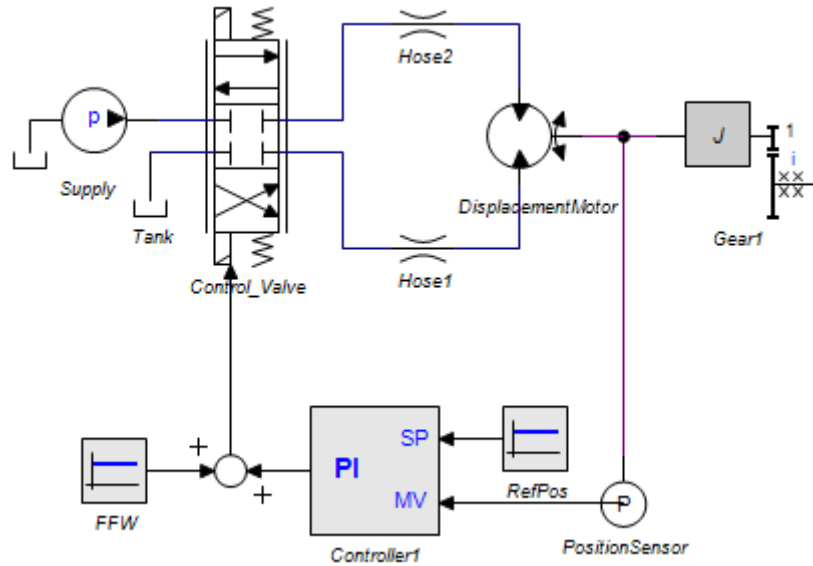 Hose2
p
Supply
Tank
Control_Valve
DisplacementMotor
J
1
i
Gear1
Hose1
+
+
FFW
PI
SP
MV
Controller1
RefPos
P
PositionSensor